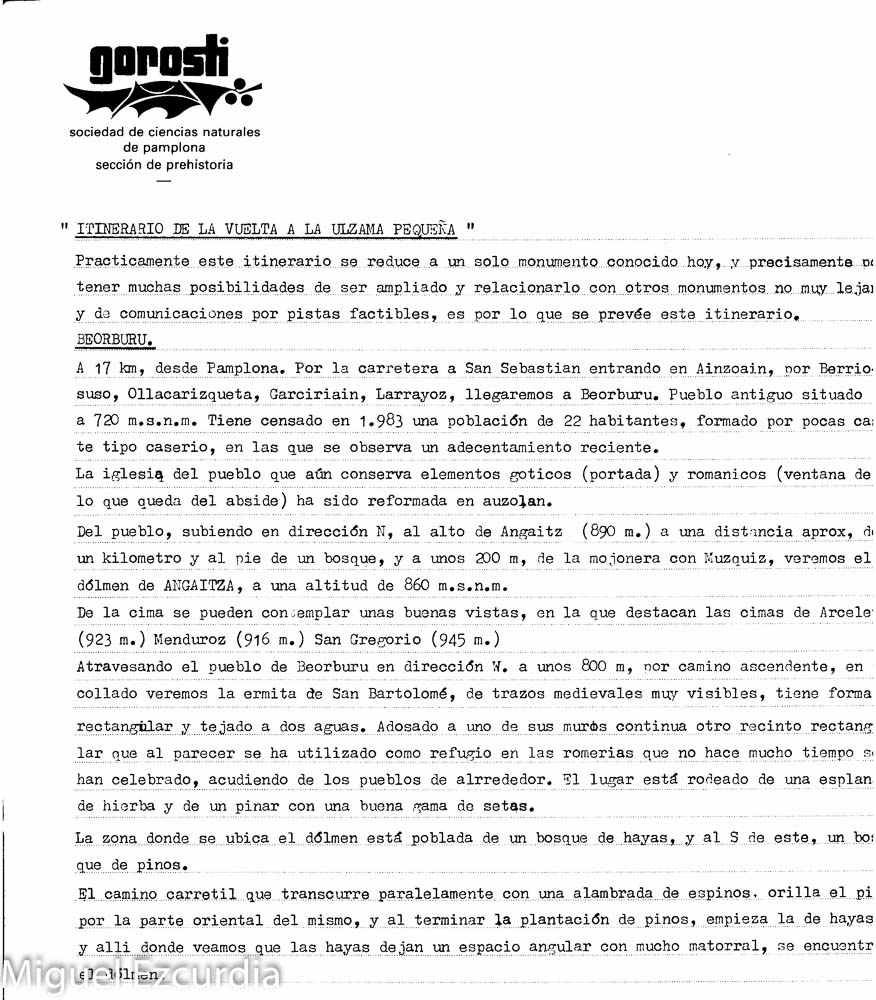 gorosti
sociedad de ciencias naturales
de pamplona
sección de prehistoria
" ITINERARIO DE LA VUELTA A LA ULZAMA PEQUEÑA "
Practicamente este itinerario se reduce a un solo monumento conocido hoy, y precisamente
tener muchas posibilidades de ser ampliado y relacionarlo con otros monumentos no muy lejan
y de comunicaciones por pistas factibles, es por lo que se prevée este itinerario.
BEORBURU.
A 17 km, desde Pamplona. Por la carretera a San Sebastian entrando en Ainzoain, por Berrio-
suso, Ollacarizqueta, Garciriain, Larrayoz, llegaremos a Beorburu. Pueblo antiguo situado
a 720 m.s.n.m. Tiene censado en 1.983 una población de 22 habitantes, formado por pocas ca
te tipo caserio, en las que se observa un adecentamiento reciente.
La iglesia del pueblo que aún conserva elementos goticos (portada) y romanicos (ventana de
lo que queda del abside) ha sido reformada en auzolan.
Del pueblo, subiendo en dirección N, al alto de Angaitz (890 m.) a una distancia aprox, d
un kilometro y al pie de un bosque, y a unos 200 m, de la mojonera con Muzquiz, veremos el
dólmen de ANGAITZA, a una altitud de 860 m.s.n.m.
De la cima se pueden contemplar unas buenas vistas, en la que destacan las cimas de Arcele
(923 m.) Menduroz (916 m.) San Gregorio (945 m.)
Atravesando el pueblo de Beorburu en dirección W. a unos 800 m, por camino ascendente, en
collado veremos la ermita de San Bartolomé, de trazos medievales muy visibles, tiene forma
rectangular y tejado a dos aguas. Adosado a uno de sus muros continua otro recinto rectang
lar que al parecer se ha utilizado como refugio en las romerias que no hace mucho tiempo s
han celebrado, acudiendo de los pueblos de alrrededor. El lugar está rodeado de una esplan
de hierba y de un pinar con una buena gama de setas.
La zona donde se ubica el dólmen está poblada de un bosque de hayas, y al S de este, un bos
que de pinos.
El camino carretil que transcurre paralelamente con una alambrada de espinos. orilla el pi
por la parte oriental del mismo, y al terminar la plantación de pinos, empieza la de hayas
y alli donde veamos que las hayas dejan un espacio angular con mucho matorral, se encuentr
el dólmen.
Miguel Ezcurdia